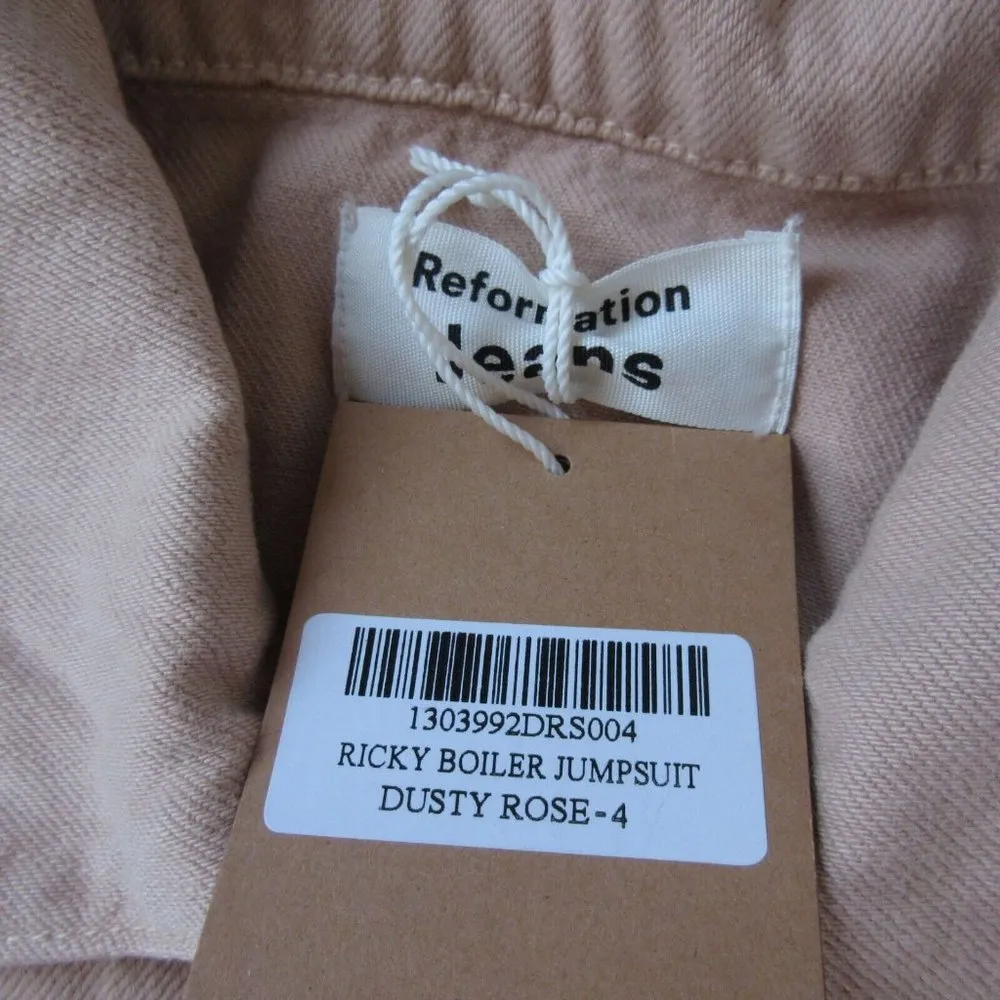 Reformation
Jeans
1303992DRS004
RICKY BOILER JUMPSUIT
DUSTY ROSE-4